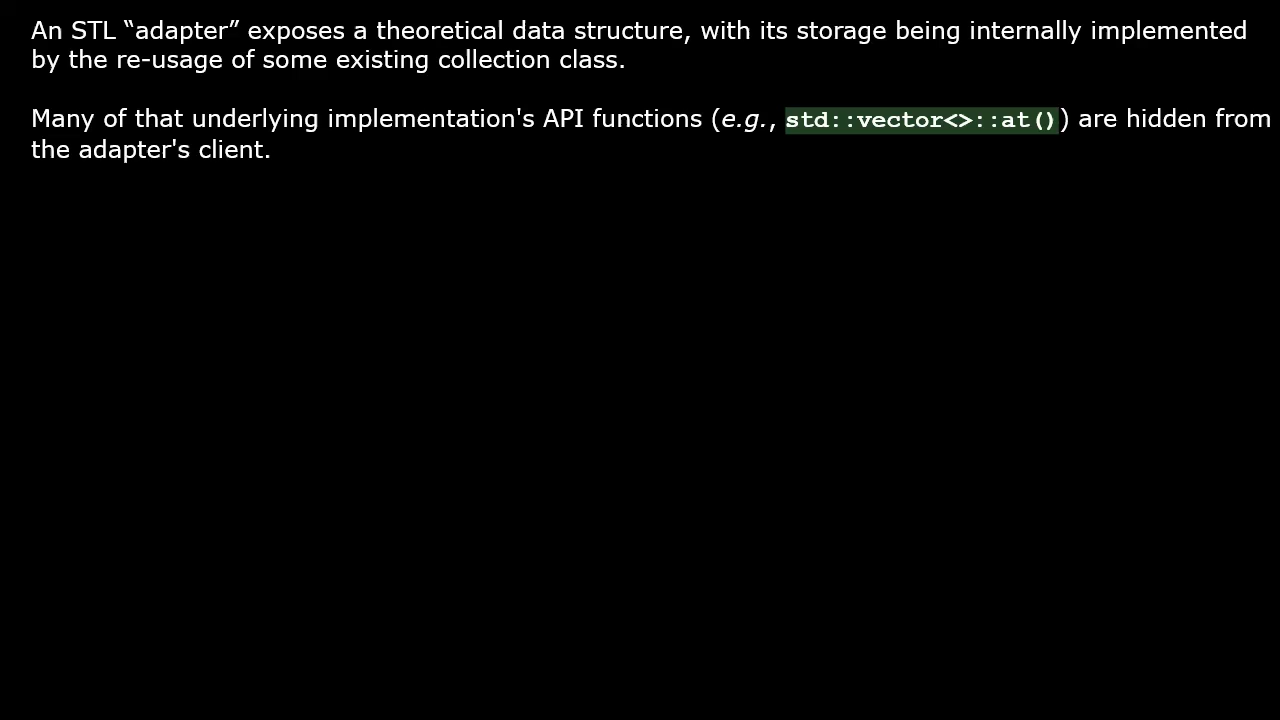 An STL “adapter” exposes a theoretical data structure, with its storage being internally implemented
by the re-usage of some existing collection class.
Many of that underlying implementation's API functions (e.g., std::vector<>::at()) are hidden from
the adapter's client.